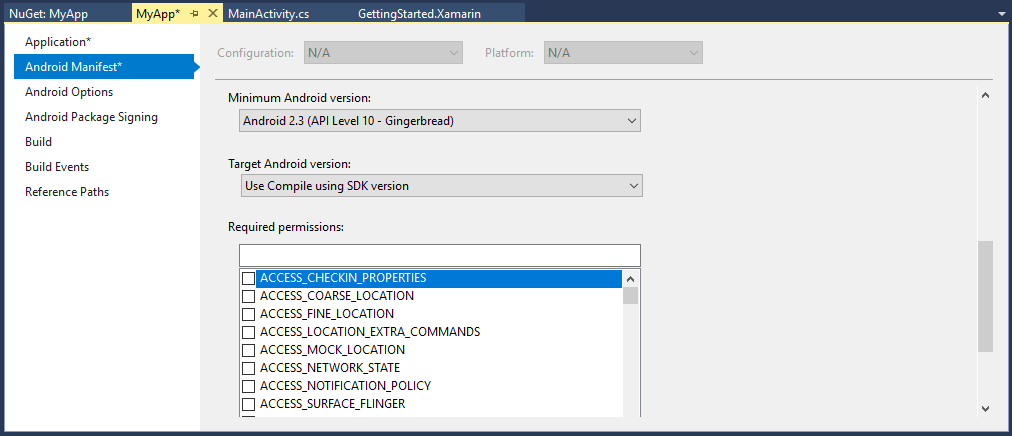 NuGet: MyApp MyApp* MainActivity.cs GettingStarted.Xamarin
Application*
Android Manifest*
Android Options
Android Package Signing
Build
Build Events
Reference Paths
Configuration: N/A Platform: N/A
Minimum Android version:
Android 2.3 (API Level 10 - Gingerbread)
Target Android version:
Use Compile using SDK version
Required permissions:
ACCESS_CHECKIN_PROPERTIES
ACCESS_COARSE_LOCATION
ACCESS_FINE_LOCATION
ACCESS_LOCATION_EXTRA_COMMANDS
ACCESS_MOCK_LOCATION
ACCESS_NETWORK_STATE
ACCESS_NOTIFICATION_POLICY
ACCESS_SURFACE_FLINGER